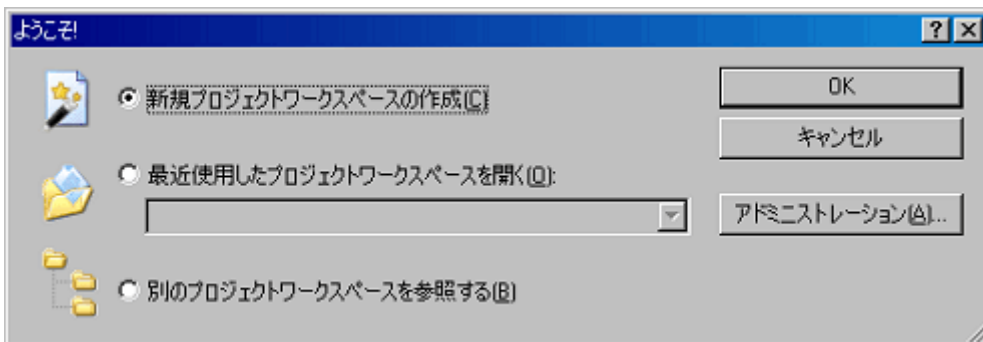 ようこそ!
新規プロジェクトワークスペースの作成(C)
OK
キャンセル
最近使用したプロジェクトワークスペースを開く(O):
アドミニストレーション(A)...
別のプロジェクトワークスペースを参照する(B)